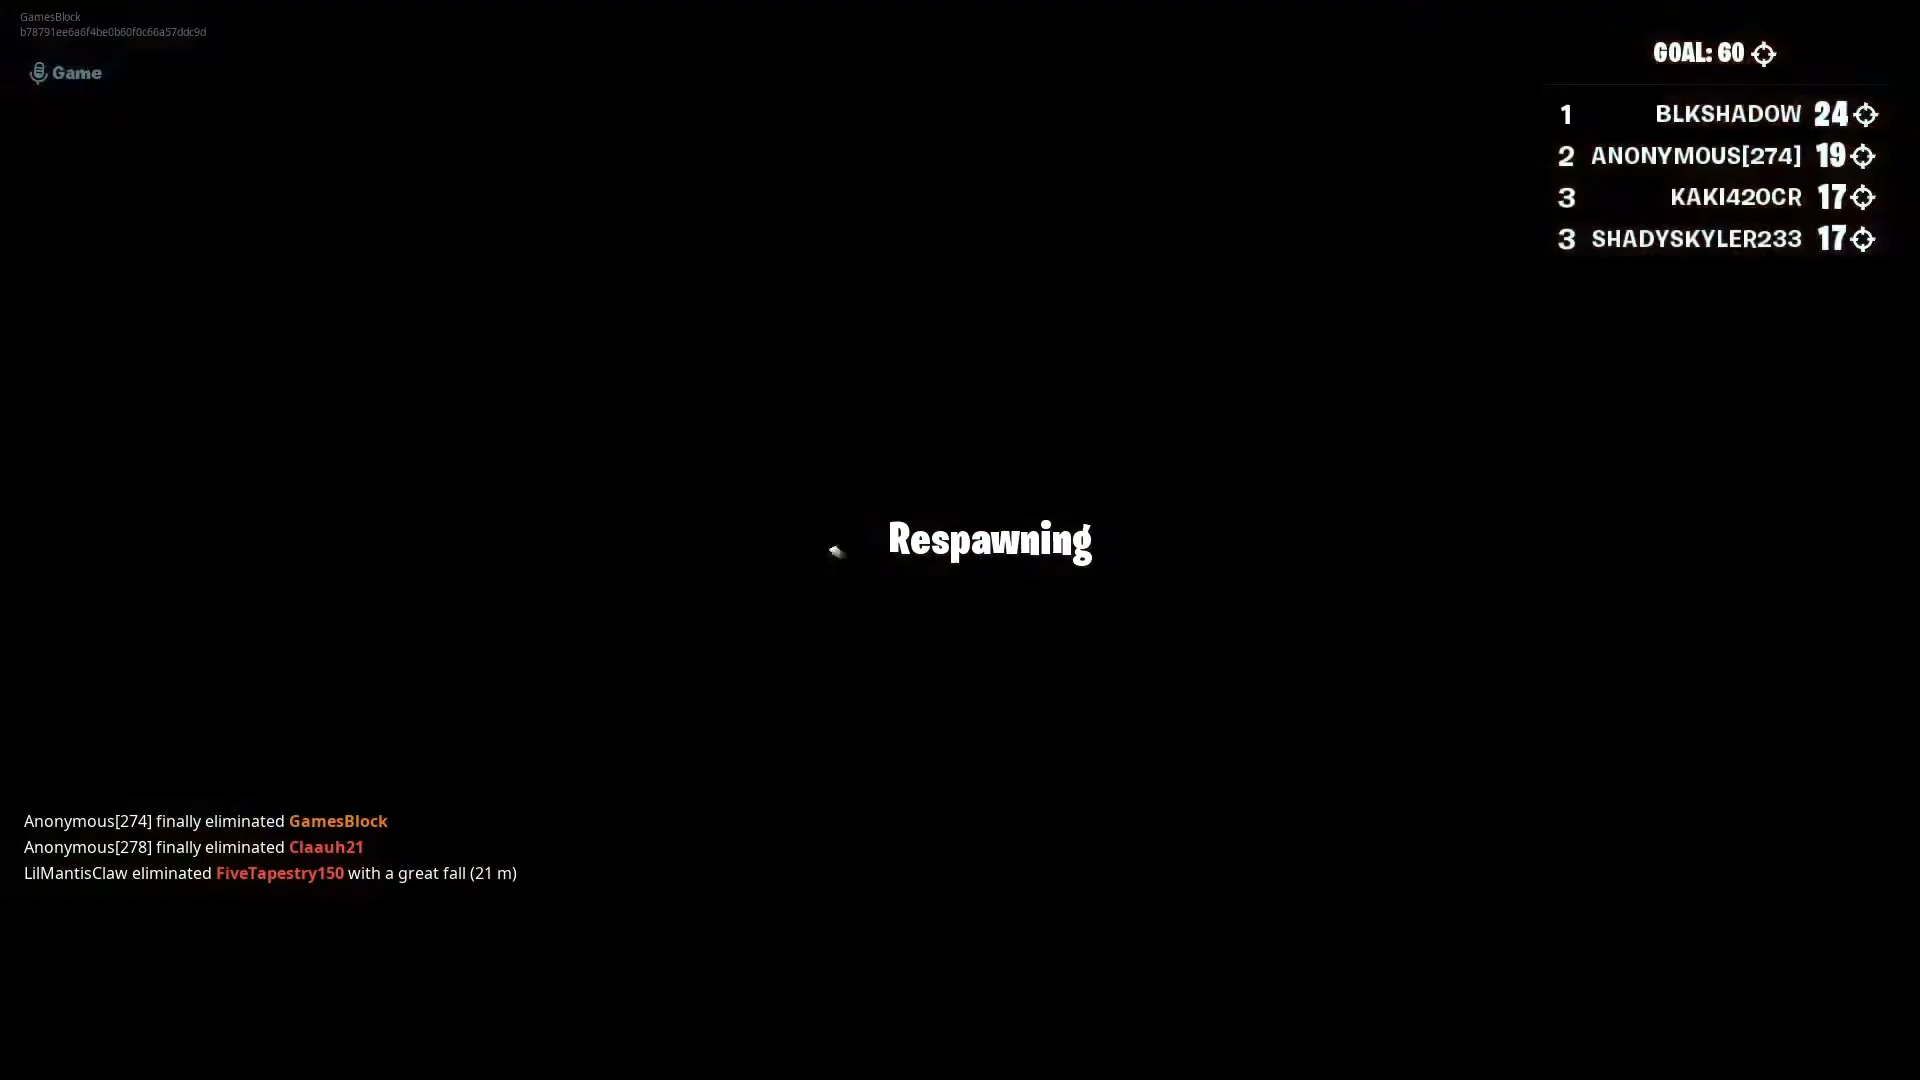 GamesBlock
b78791ee6a6f4be0b60f0c66a57ddc9d
Game
GOAL: 60
1 BLKSHADOW 24
2 ANONYMOUS[274] 19
3 KAKI420CR 17
3 SHADYSKYLER233 17
Respawning
Anonymous[274] finally eliminated GamesBlock
Anonymous[278] finally eliminated Claauh21
LilMantisClaw eliminated FiveTapestry150 with a great fall (21 m)